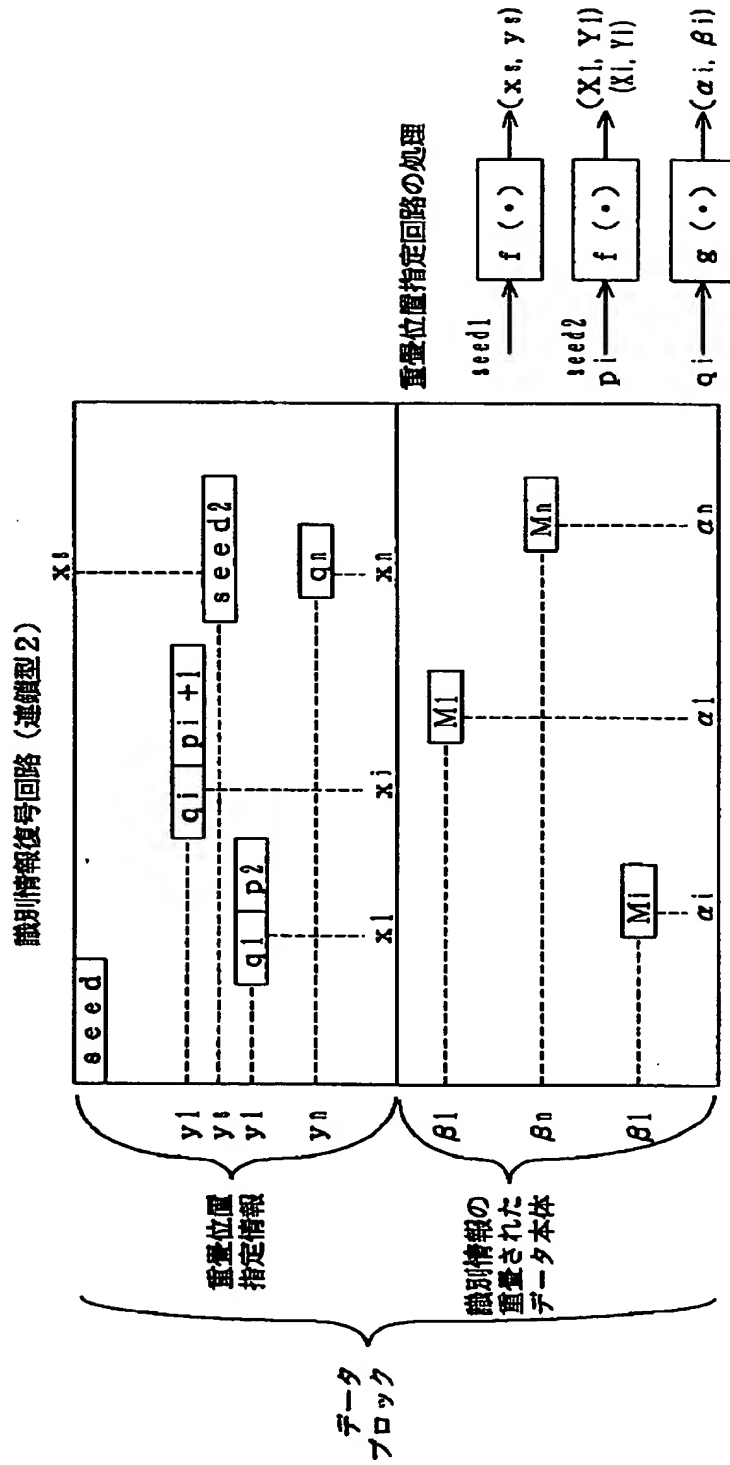 識別情報復号回路 (連鎖型2)
xs
seed
qi pi+1
seed2
q1 p2
qn
y1
ys
y1
yn
x1
xi
xn
重畳位置
指定情報
M1
Mn
Mi
β1
βn
β1
αi
α1
αn
識別情報の
重畳された
データ本体
データ
ブロック
重畳位置指定回路の処理
seed1 f (•) (xs, ys)
seed2
pi f (•) (X1, Y1)
(Xi, Yi)
qi g (•) (αi, βi)